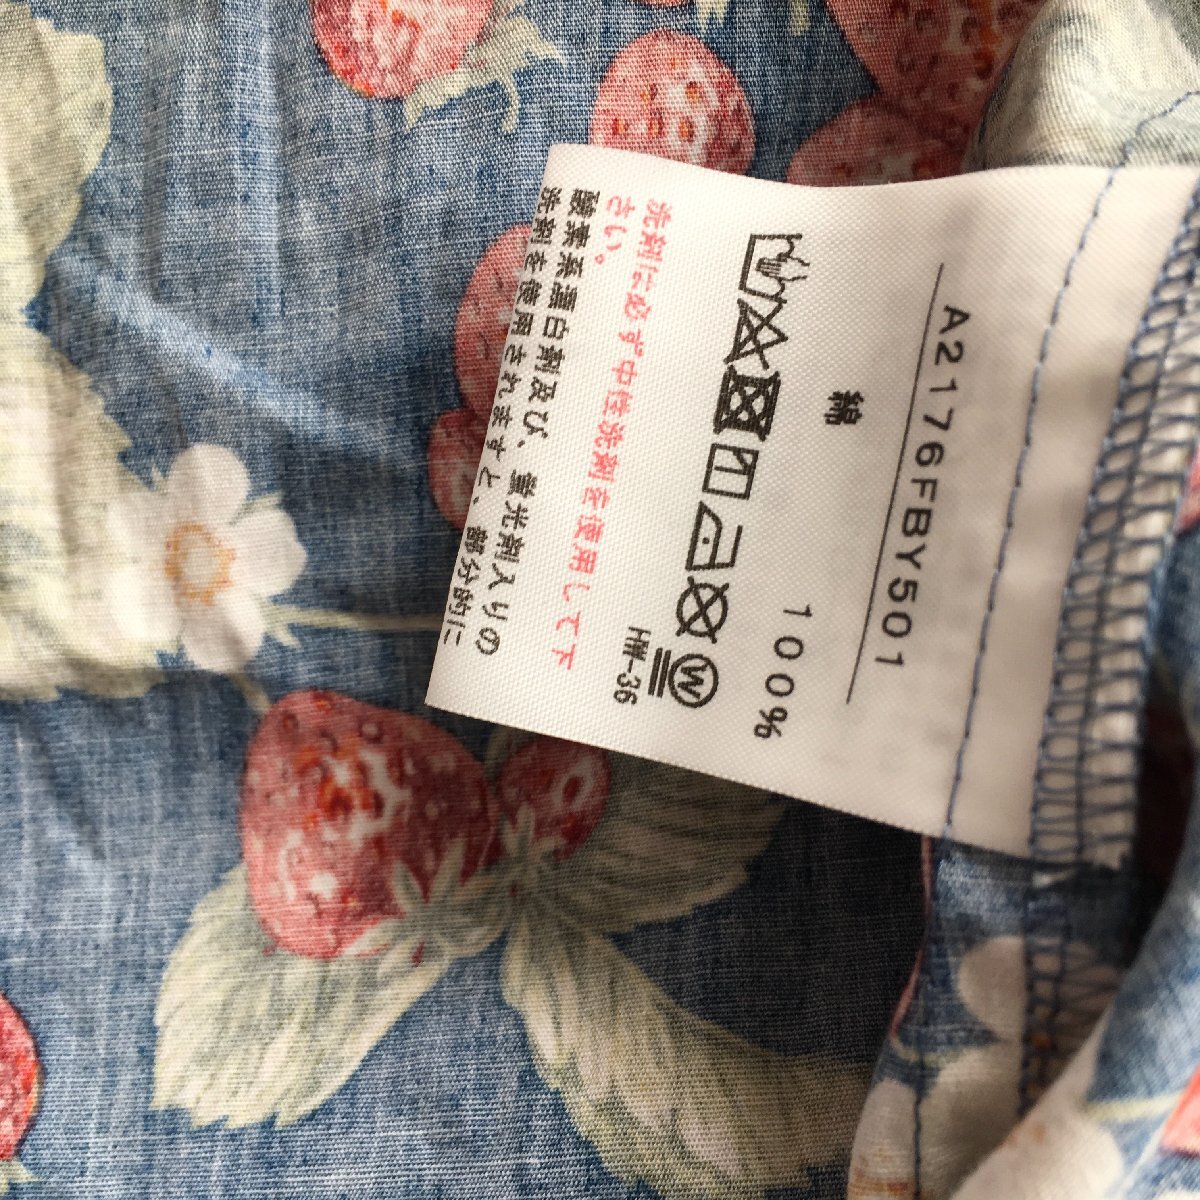 A2176FBY501
綿 100%
W
HW-36
洗剤は必ず中性洗剤を使用して下
さい。
酸素系漂白剤及び、蛍光剤入りの
洗剤を使用されますと、部分的に